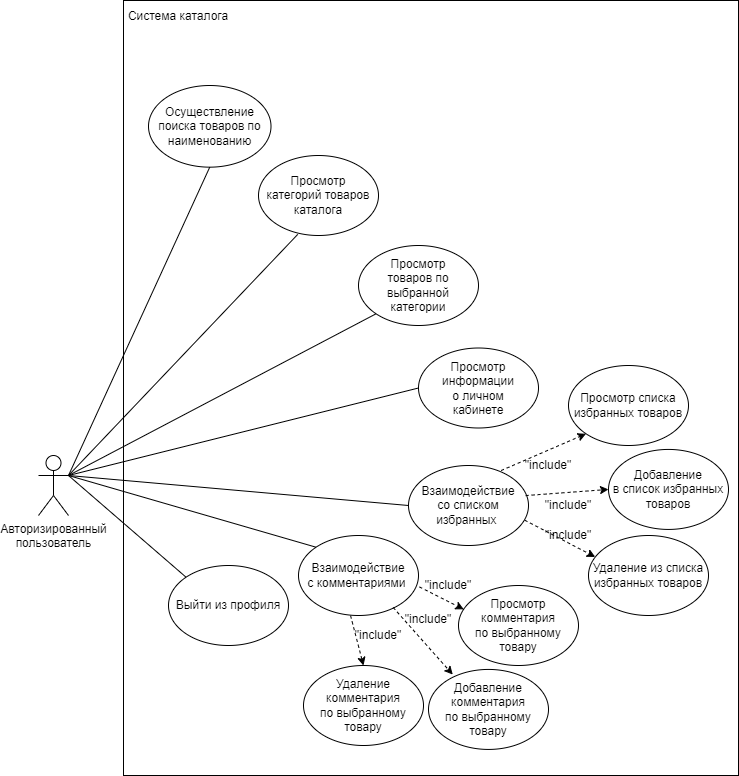 Система каталога
Осуществление
поиска товаров по
наименованию
Просмотр
категорий товаров
каталога
Просмотр
товаров по
выбранной
категории
Просмотр
информации
о личном
кабинете
Просмотр списка
избранных товаров
"include"
Взаимодействие
со списком
избранных
"include"
Добавление
в список избранных
товаров
"include"
Удаление из списка
избранных товаров
Авторизированный
пользователь
Взаимодействие
с комментариями
"include"
Просмотр
комментария
по выбранному
товару
Выйти из профиля
"include"
"include"
Удаление
комментария
по выбранному
товару
Добавление
комментария
по выбранному
товару